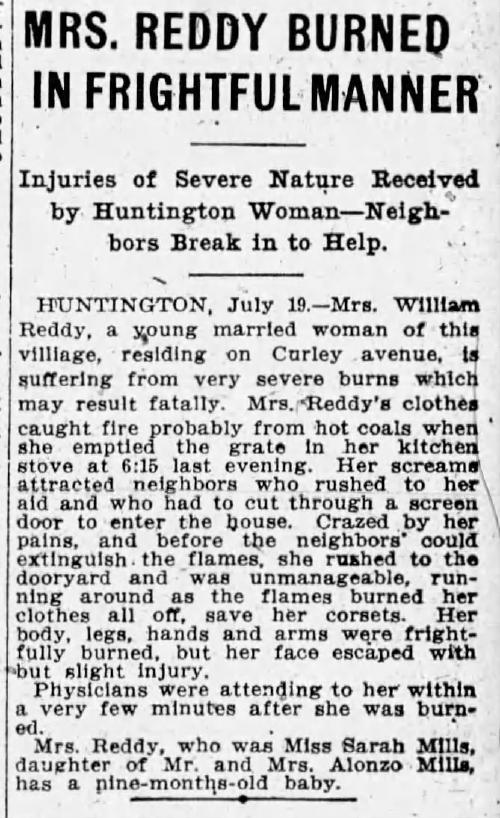 MRS. REDDY BURNED
IN FRIGHTFUL MANNER
Injuries of Severe Nature Received
by Huntington Woman—Neigh-
bors Break in to Help.
HUNTINGTON, July 19.—Mrs. William
Reddy, a young married woman of this
villiage, residing on Curley avenue, is
suffering from very severe burns which
may result fatally. Mrs. Reddy's clothes
caught fire probably from hot coals when
she emptied the grate in her kitchen
stove at 6:15 last evening. Her screams
attracted neighbors who rushed to her
aid and who had to cut through a screen
door to enter the house. Crazed by her
pains, and before the neighbors' could
extinguish the flames, she rushed to the
dooryard and was unmanageable, run-
ning around as the flames burned her
clothes all off, save her corsets. Her
body, legs, hands and arms were fright-
fully burned, but her face escaped with
but slight injury.
Physicians were attending to her within
a very few minutes after she was burn-
ed.
Mrs. Reddy, who was Miss Sarah Mills,
daughter of Mr. and Mrs. Alonzo Mills,
has a nine-months-old baby.